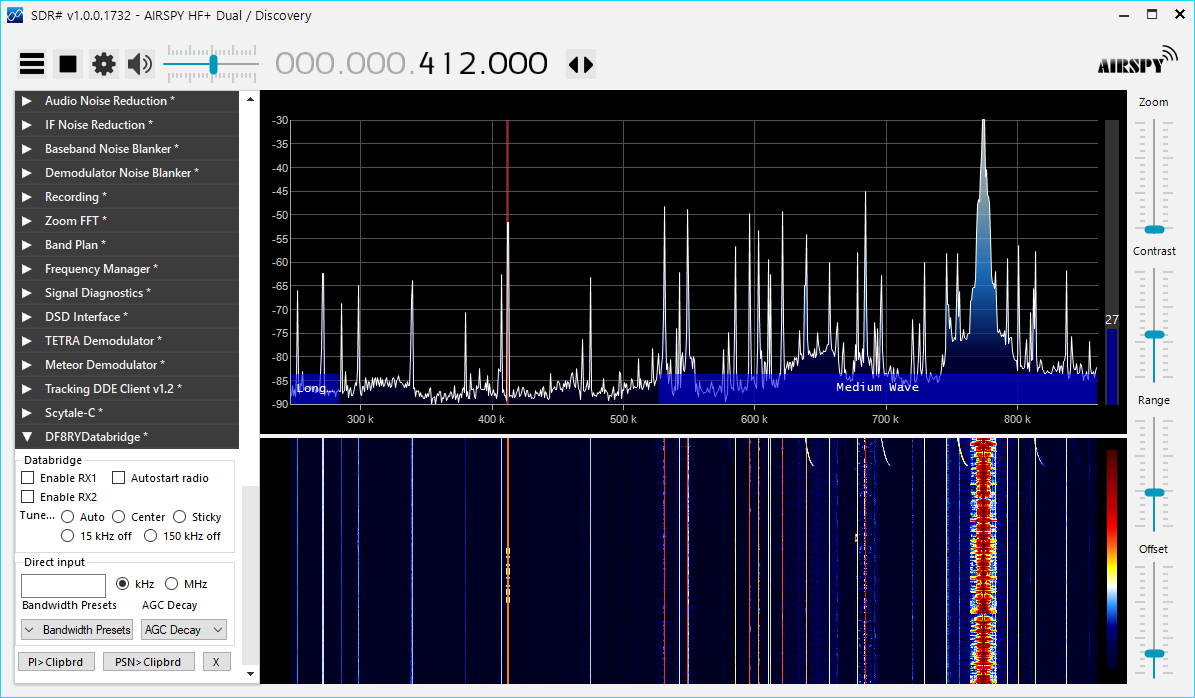 SDR# v1.0.0.1732 - AIRSPY HF+ Dual / Discovery
000.000.412.000
AIRSPY
Audio Noise Reduction *
IF Noise Reduction *
Baseband Noise Blanker *
Demodulator Noise Blanker *
Recording *
Zoom FFT *
Band Plan *
Frequency Manager *
Signal Diagnostics *
DSD Interface *
TETRA Demodulator *
Meteor Demodulator *
Tracking DDE Client v1.2 *
Scytale-C *
DF8RYDatabridge *
Databridge
Enable RX1 Autostart radio
Enable RX2
Tune... Auto Center Sticky
15 kHz off 150 kHz off
Direct input
kHz MHz
Bandwidth Presets AGC Decay
Bandwidth Presets AGC Decay
PI>Clipbrd PSN>Clipbrd X
-30
-35
-40
-45
-50
-55
-60
-65
-70
-75
-80
-85
-90
Long... Medium Wave
300 k 400 k 500 k 600 k 700 k 800 k
27
Zoom
Contrast
Range
Offset